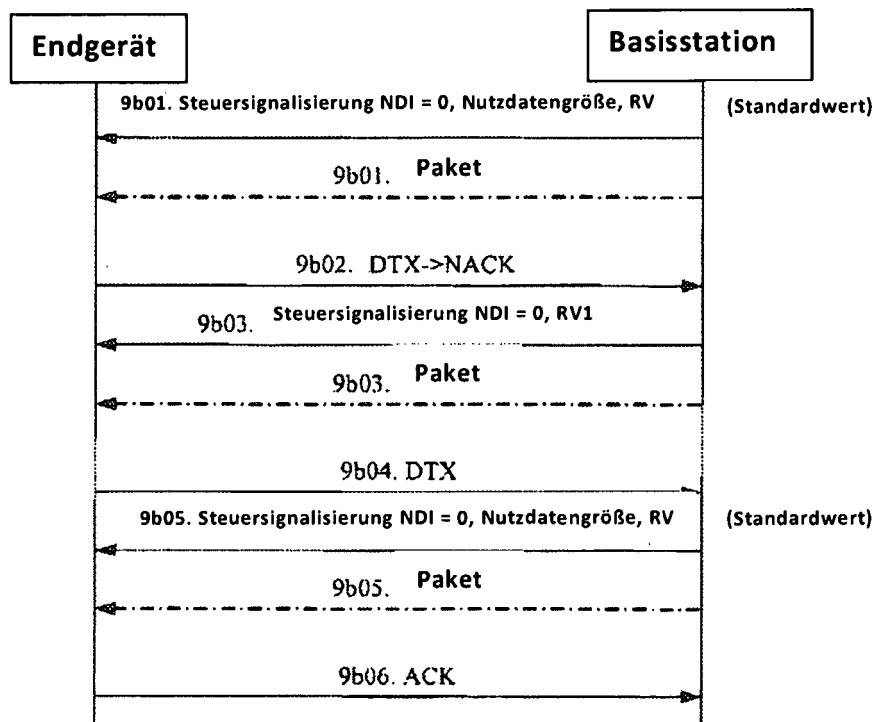 Endgerät
Basisstation
9b01. Steuersignalisierung NDI = 0, Nutzdatengröße, RV (Standardwert)
9b01. Paket
9b02. DTX->NACK
9b03. Steuersignalisierung NDI = 0, RV1
9b03. Paket
9b04. DTX
9b05. Steuersignalisierung NDI = 0, Nutzdatengröße, RV (Standardwert)
9b05. Paket
9b06. ACK